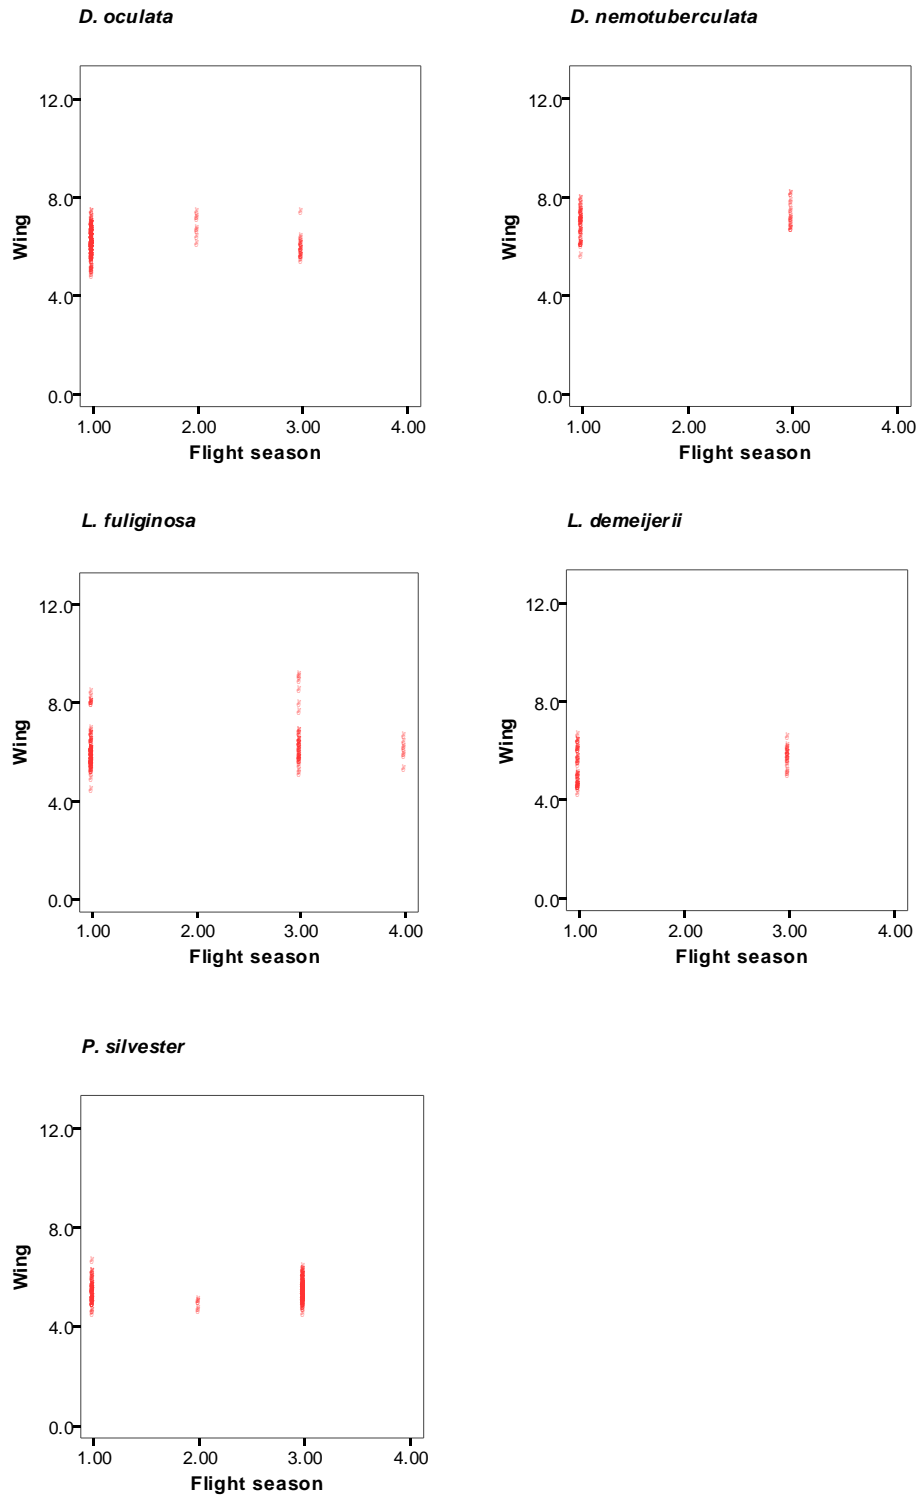 D. oculata
D. nemotuberculata
Wing
12.0
8.0
4.0
0.0
1.00 2.00 3.00 4.00
Flight season
Wing
12.0
8.0
4.0
0.0
1.00 2.00 3.00 4.00
Flight season
L. fuliginosa
L. demeijerii
Wing
12.0
8.0
4.0
0.0
1.00 2.00 3.00 4.00
Flight season
Wing
12.0
8.0
4.0
0.0
1.00 2.00 3.00 4.00
Flight season
P. silvester
Wing
12.0
8.0
4.0
0.0
1.00 2.00 3.00 4.00
Flight season